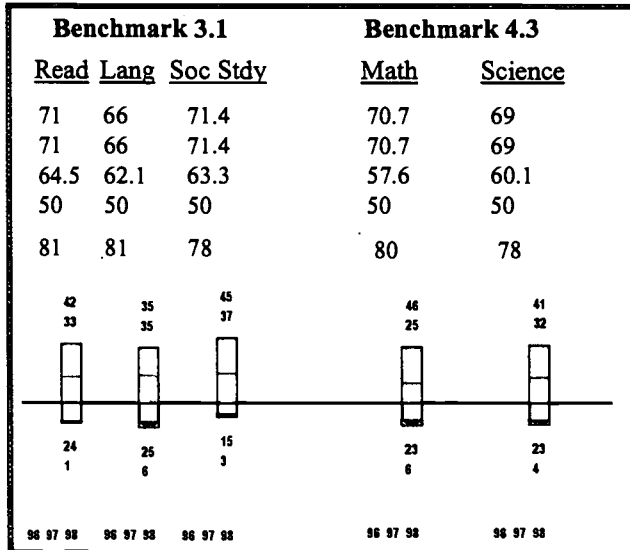 Benchmark 3.1 Benchmark 4.3
Read Lang Soc Stdy Math Science
71 66 71.4 70.7 69
71 66 71.4 70.7 69
64.5 62.1 63.3 57.6 60.1
50 50 50 50 50
81 81 78 80 78
42 35 45 46 41
33 35 37 25 32
24 25 15 23 23
1 6 3 6 4
96 97 98 96 97 98 96 97 98 96 97 98 96 97 98